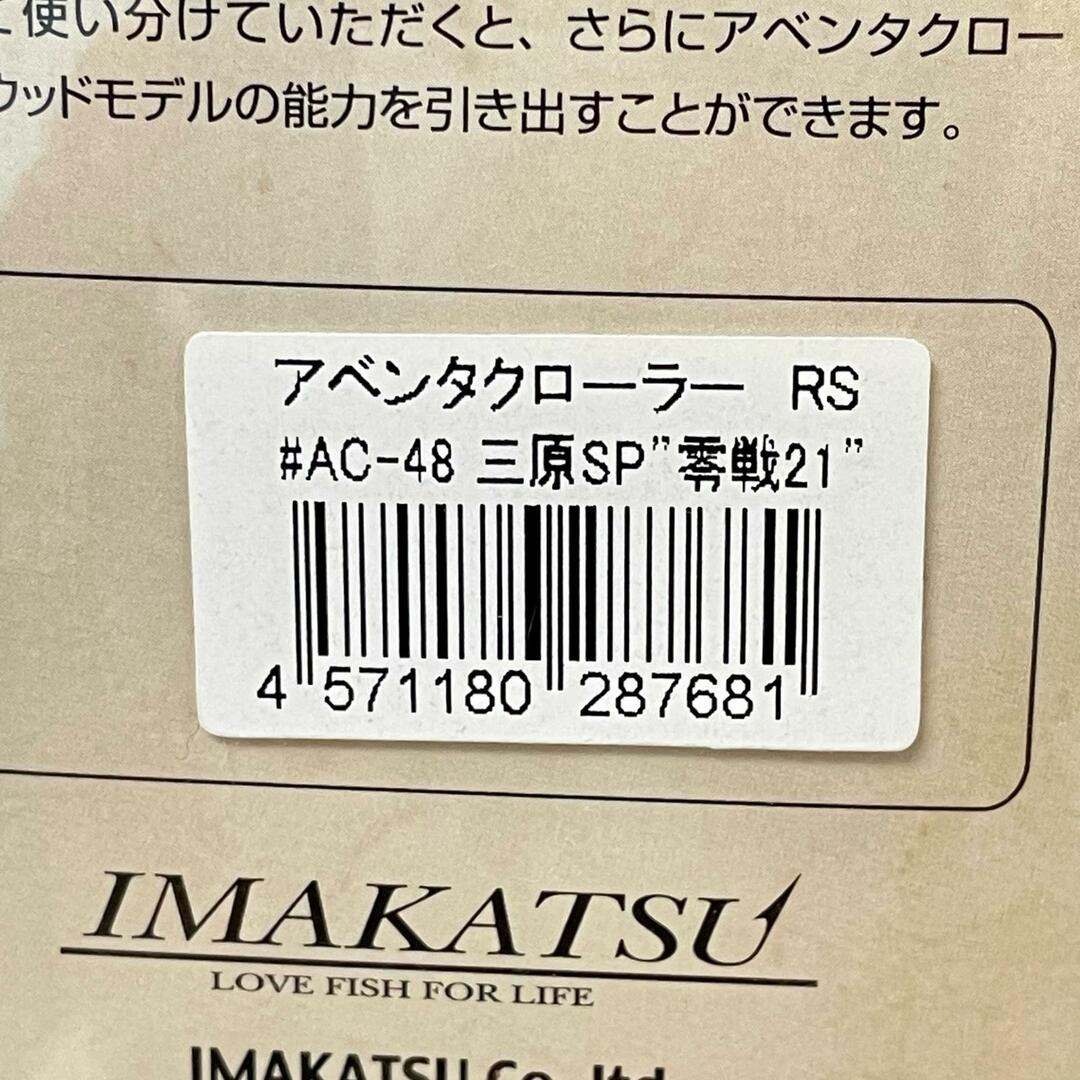 使い分けていただくと、さらにアベンタクロー
ウッドモデルの能力を引き出すことができます。
アベンタクローラー RS
#AC-48 三原SP"零戦21"
4 571180 287681
IMAKATSU
LOVE FISH FOR LIFE
IMAKATSU Co.,ltd.